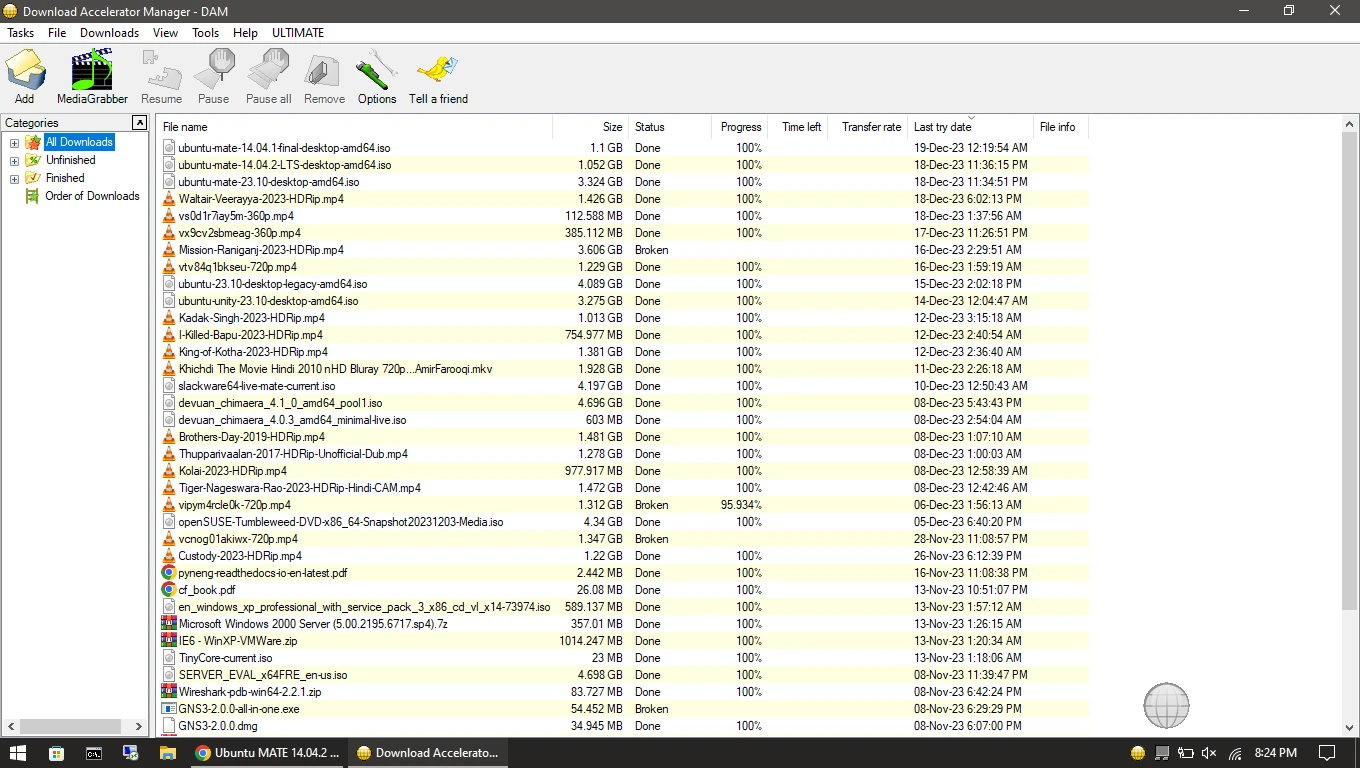 Download Accelerator Manager - DAM
Tasks File Downloads View Tools Help ULTIMATE
Add MediaGrabber Resume Pause Pause all Remove Options Tell a friend
Categories
All Downloads
Unfinished
Finished
Order of Downloads
File name Size Status Progress Time left Transfer rate Last try date File info
ubuntu-mate-14.04.1-final-desktop-amd64.iso 1.1 GB Done 100% 19-Dec-23 12:19:54 AM
ubuntu-mate-14.04.2-LTS-desktop-amd64.iso 1.052 GB Done 100% 18-Dec-23 11:36:15 PM
ubuntu-mate-23.10-desktop-amd64.iso 3.324 GB Done 100% 18-Dec-23 11:34:51 PM
Waltair-Veerayya-2023-HDRip.mp4 1.426 GB Done 100% 18-Dec-23 6:02:13 PM
vs0d1r7iay5m-360p.mp4 112.588 MB Done 100% 18-Dec-23 1:37:56 AM
vx9cv2sbmeag-360p.mp4 385.112 MB Done 100% 17-Dec-23 11:26:51 PM
Mission-Raniganj-2023-HDRip.mp4 3.606 GB Broken 16-Dec-23 2:29:51 AM
vtv84q1bkseu-720p.mp4 1.229 GB Done 100% 16-Dec-23 1:59:19 AM
ubuntu-23.10-desktop-legacy-amd64.iso 4.089 GB Done 100% 15-Dec-23 2:02:18 PM
ubuntu-unity-23.10-desktop-amd64.iso 3.275 GB Done 100% 14-Dec-23 12:04:47 AM
Kadak-Singh-2023-HDRip.mp4 1.013 GB Done 100% 12-Dec-23 3:15:18 AM
I-Killed-Bapu-2023-HDRip.mp4 754.977 MB Done 100% 12-Dec-23 2:40:54 AM
King-of-Kotha-2023-HDRip.mp4 1.381 GB Done 100% 12-Dec-23 2:36:40 AM
Khichdi The Movie Hindi 2010 nHD Bluray 720p...AmirFarooqi.mkv 1.928 GB Done 100% 11-Dec-23 2:26:18 AM
slackware64-live-mate-current.iso 4.197 GB Done 100% 10-Dec-23 12:50:43 AM
devuan_chimaera_4.1_0_amd64_pool1.iso 4.696 GB Done 100% 08-Dec-23 5:43:43 PM
devuan_chimaera_4.0.3_amd64_minimal-live.iso 603 MB Done 100% 08-Dec-23 2:54:04 AM
Brothers-Day-2019-HDRip.mp4 1.481 GB Done 100% 08-Dec-23 1:07:10 AM
Thupparivaalan-2017-HDRip-Unofficial-Dub.mp4 1.278 GB Done 100% 08-Dec-23 1:00:03 AM
Kolai-2023-HDRip.mp4 977.917 MB Done 100% 08-Dec-23 12:58:39 AM
Tiger-Nageswara-Rao-2023-HDRip-Hindi-CAM.mp4 1.472 GB Done 100% 08-Dec-23 12:42:46 AM
vipym4rcle0k-720p.mp4 1.312 GB Broken 95.934% 06-Dec-23 1:56:13 AM
openSUSE-Tumbleweed-DVD-x86_64-Snapshot20231203-Media.iso 4.34 GB Done 100% 05-Dec-23 6:40:20 PM
vcnog01akiwx-720p.mp4 1.347 GB Broken 28-Nov-23 11:08:57 PM
Custody-2023-HDRip.mp4 1.22 GB Done 100% 26-Nov-23 6:12:39 PM
pyneng-readthedocs-io-en-latest.pdf 2.442 MB Done 100% 16-Nov-23 11:08:38 PM
cf_book.pdf 26.08 MB Done 100% 13-Nov-23 10:51:07 PM
en_windows_xp_professional_with_service_pack_3_x86_cd_vl_x14-73974.iso 589.137 MB Done 100% 13-Nov-23 1:57:12 AM
Microsoft Windows 2000 Server (5.00.2195.6717.sp4).7z 357.01 MB Done 100% 13-Nov-23 1:26:15 AM
IE6 - WinXP-VMWare.zip 1014.247 MB Done 100% 13-Nov-23 1:20:34 AM
TinyCore-current.iso 23 MB Done 100% 13-Nov-23 1:18:06 AM
SERVER_EVAL_x64FRE_en-us.iso 4.698 GB Done 100% 08-Nov-23 11:39:47 PM
Wireshark-pdb-win64-2.2.1.zip 83.727 MB Done 100% 08-Nov-23 6:42:24 PM
GNS3-2.0.0-all-in-one.exe 54.452 MB Broken 08-Nov-23 6:29:29 PM
GNS3-2.0.0.dmg 34.945 MB Done 100% 08-Nov-23 6:07:00 PM
Ubuntu MATE 14.04.2 ... Download Accelerato... 8:24 PM